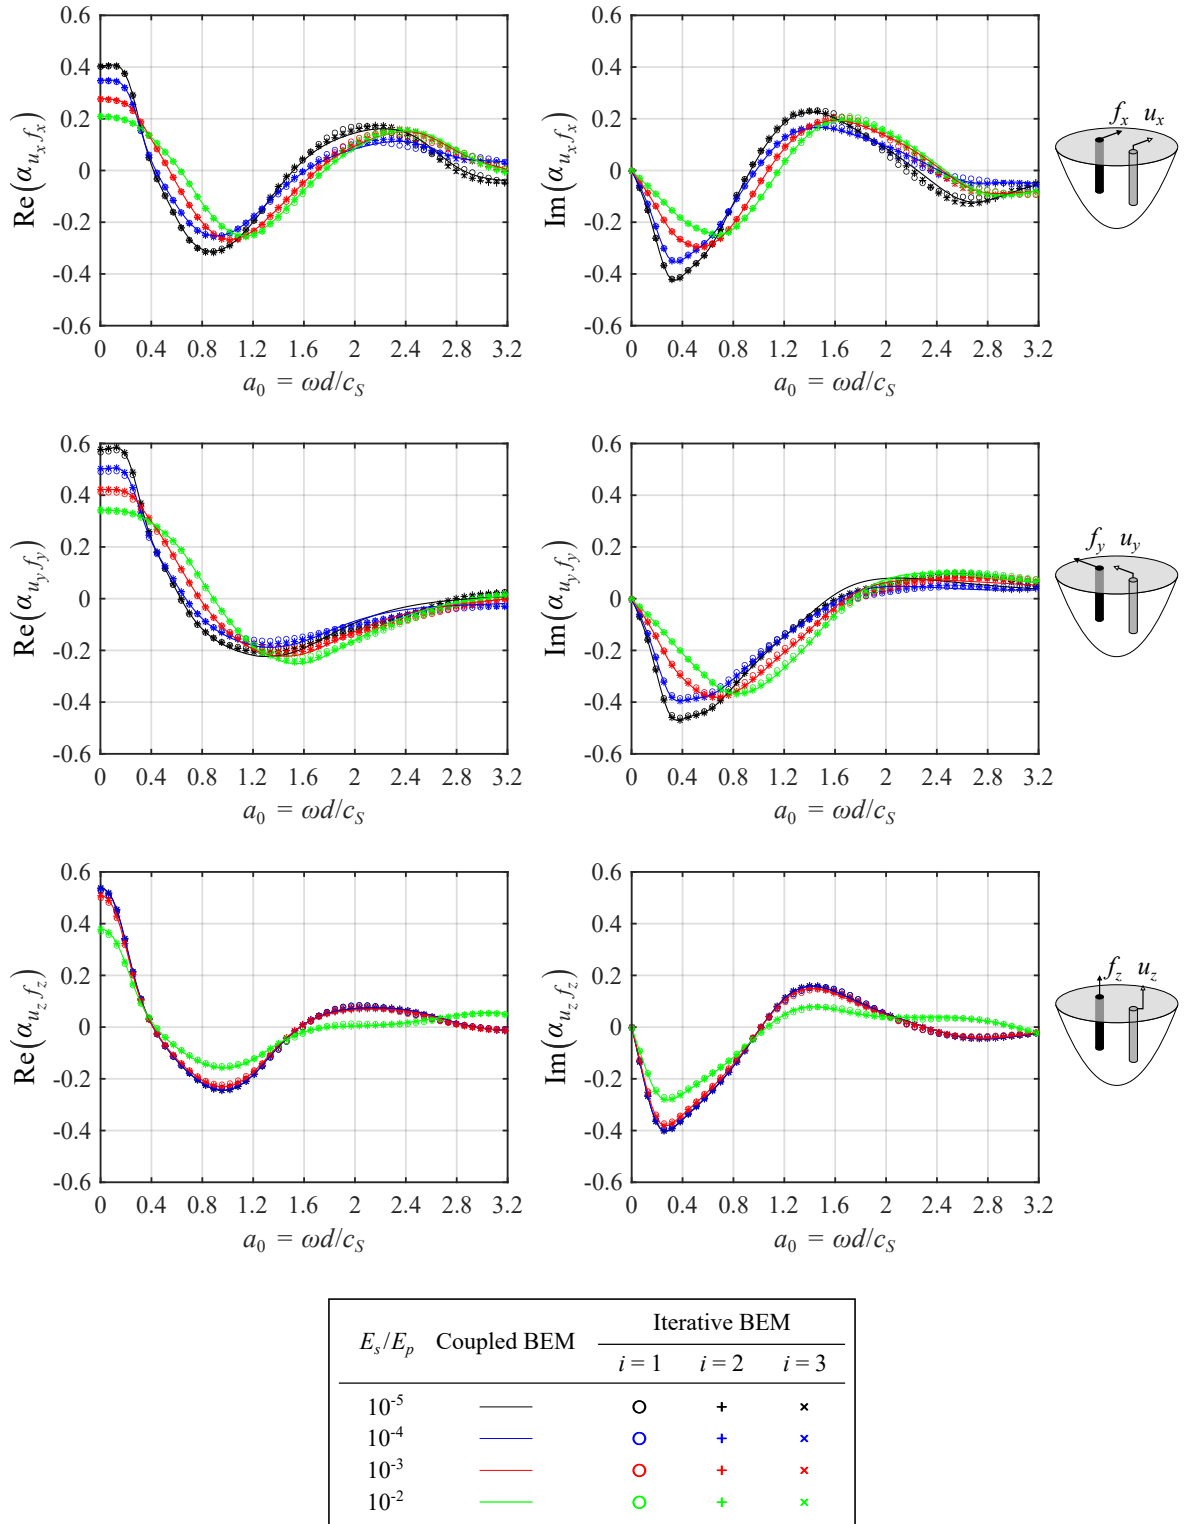 0.6
0.4
0.2
0
-0.2
-0.4
-0.6
Re(α_{u_x f_x})
0 0.4 0.8 1.2 1.6 2 2.4 2.8 3.2
a_0 = ωd/c_S
0.6
0.4
0.2
0
-0.2
-0.4
-0.6
Im(α_{u_x f_x})
0 0.4 0.8 1.2 1.6 2 2.4 2.8 3.2
a_0 = ωd/c_S
f_x u_x
0.6
0.4
0.2
0
-0.2
-0.4
-0.6
Re(α_{u_y f_y})
0 0.4 0.8 1.2 1.6 2 2.4 2.8 3.2
a_0 = ωd/c_S
0.6
0.4
0.2
0
-0.2
-0.4
-0.6
Im(α_{u_y f_y})
0 0.4 0.8 1.2 1.6 2 2.4 2.8 3.2
a_0 = ωd/c_S
f_y u_y
0.6
0.4
0.2
0
-0.2
-0.4
-0.6
Re(α_{u_z f_z})
0 0.4 0.8 1.2 1.6 2 2.4 2.8 3.2
a_0 = ωd/c_S
0.6
0.4
0.2
0
-0.2
-0.4
-0.6
Im(α_{u_z f_z})
0 0.4 0.8 1.2 1.6 2 2.4 2.8 3.2
a_0 = ωd/c_S
f_z u_z
E_s/E_p Coupled BEM Iterative BEM
i = 1 i = 2 i = 3
10^{-5}
10^{-4}
10^{-3}
10^{-2}